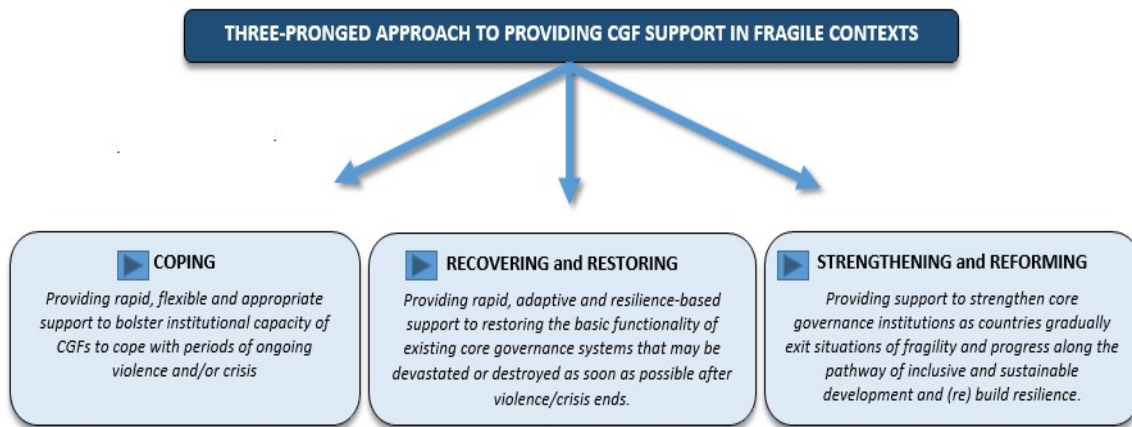 THREE-PRONGED APPROACH TO PROVIDING CGF SUPPORT IN FRAGILE CONTEXTS
COPING
Providing rapid, flexible and appropriate
support to bolster institutional capacity of
CGFs to cope with periods of ongoing
violence and/or crisis
RECOVERING and RESTORING
Providing rapid, adaptive and resilience-based
support to restoring the basic functionality of
existing core governance systems that may be
devastated or destroyed as soon as possible after
violence/crisis ends.
STRENGTHENING and REFORMING
Providing support to strengthen core
governance institutions as countries gradually
exit situations of fragility and progress along the
pathway of inclusive and sustainable
development and (re) build resilience.